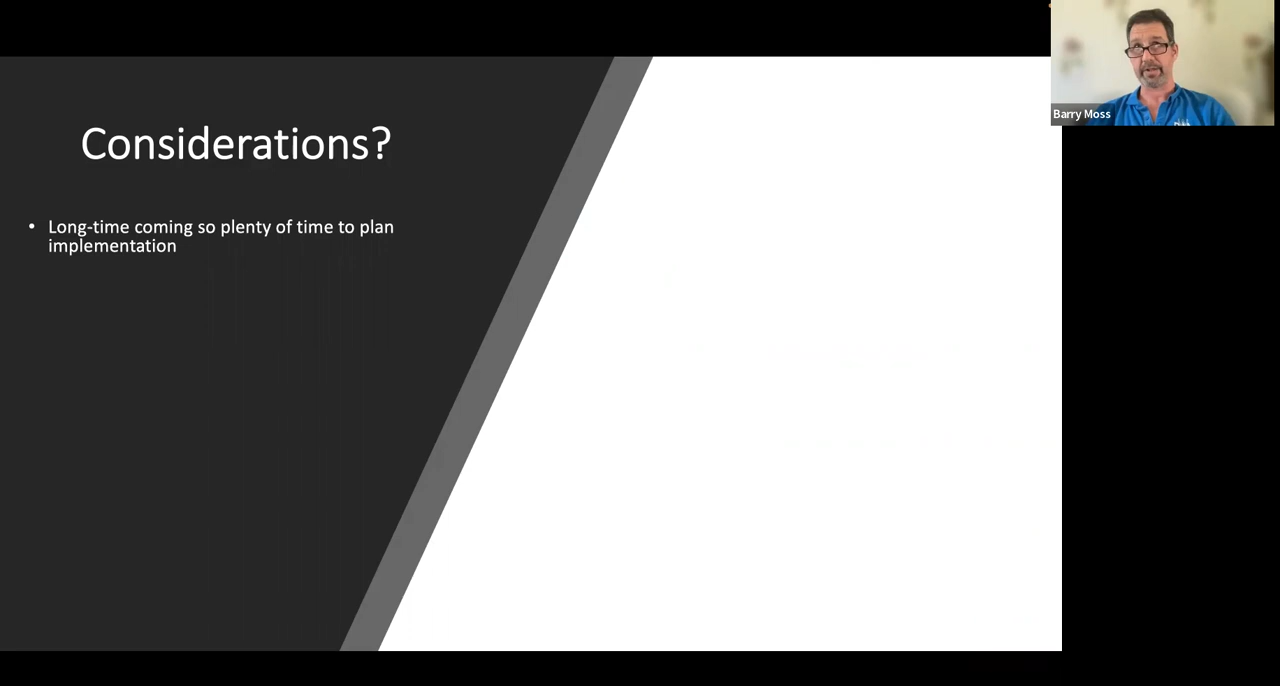 Considerations?
• Long-time coming so plenty of time to plan
implementation
Barry Moss